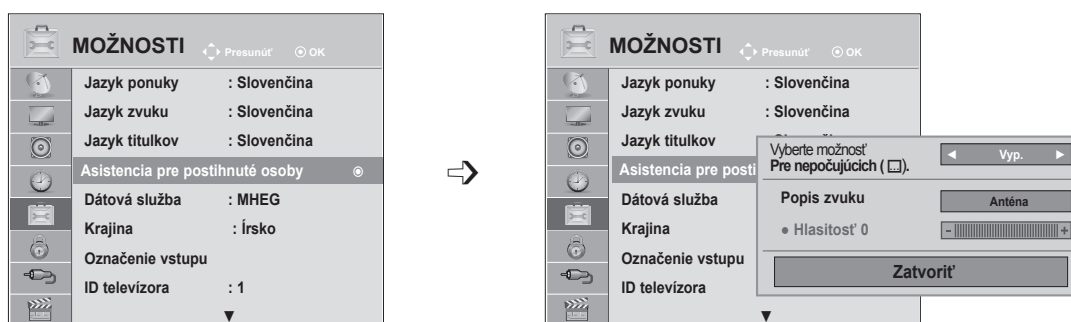 MOŽNOSTI Presunúť OK
Jazyk ponuky : Slovenčina
Jazyk zvuku : Slovenčina
Jazyk titulkov : Slovenčina
Asistencia pre postihnuté osoby
Dátová služba : MHEG
Krajina : Írsko
Označenie vstupu
ID televízora : 1
MOŽNOSTI Presunúť OK
Jazyk ponuky : Slovenčina
Jazyk zvuku : Slovenčina
Jazyk titulkov
Asistencia pre posti
Dátová služba
Krajina
Označenie vstupu
ID televízora
Vyberte možnosť
Pre nepočujúcich ( ). Vyp.
Popis zvuku Anténa
• Hlasitosť 0 - +
Zatvoriť